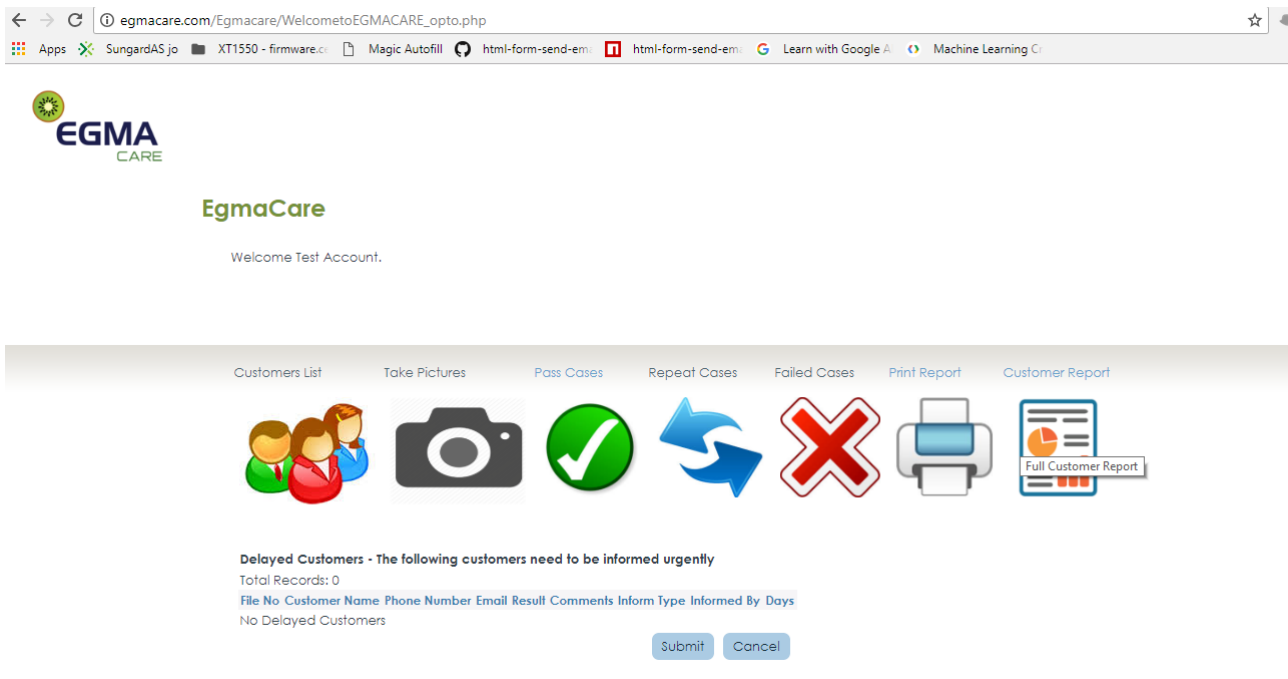 egmacare.com/Egmacare/WelcometoEGMACARE_opto.php
Apps SungardAS jo XT1550 - firmware.ce Magic Autofill html-form-send-ema html-form-send-ema Learn with Google A Machine Learning Cr
EGMA
CARE
EgmaCare
Welcome Test Account.
Customers List Take Pictures Pass Cases Repeat Cases Failed Cases Print Report Customer Report
Full Customer Report
Delayed Customers - The following customers need to be informed urgently
Total Records: 0
File No Customer Name Phone Number Email Result Comments Inform Type Informed By Days
No Delayed Customers
Submit Cancel